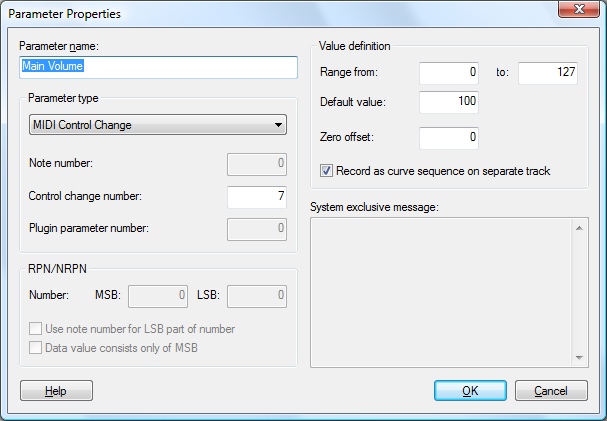 Parameter Properties
Parameter name:
Main Volume
Parameter type
MIDI Control Change
Note number: 0
Control change number: 7
Plugin parameter number: 0
RPN/NRPN
Number: MSB: 0 LSB: 0
Use note number for LSB part of number
Data value consists only of MSB
Value definition
Range from: 0 to: 127
Default value: 100
Zero offset: 0
Record as curve sequence on separate track
System exclusive message:
Help
OK
Cancel